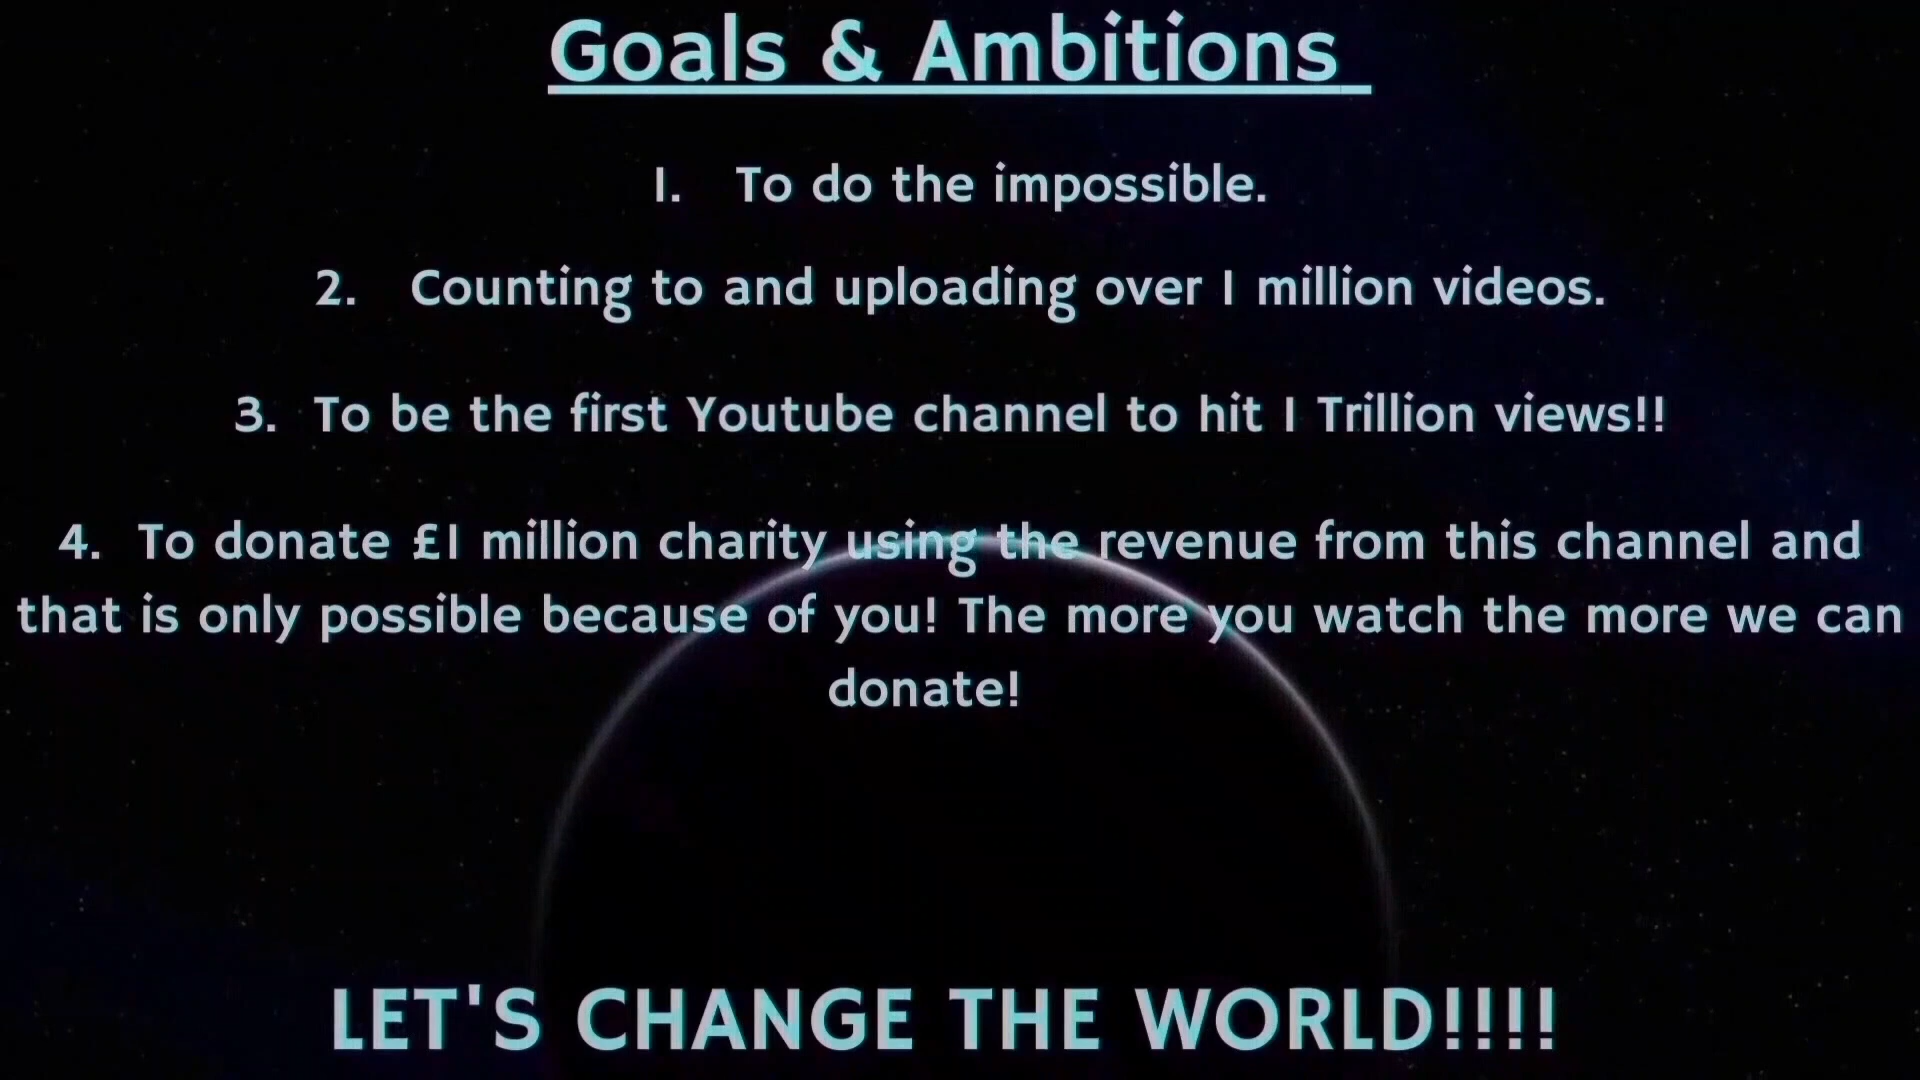 Goals & Ambitions
1. To do the impossible.
2. Counting to and uploading over 1 million videos.
3. To be the first Youtube channel to hit 1 Trillion views!!
4. To donate £1 million charity using the revenue from this channel and
that is only possible because of you! The more you watch the more we can
donate!
LET'S CHANGE THE WORLD!!!!